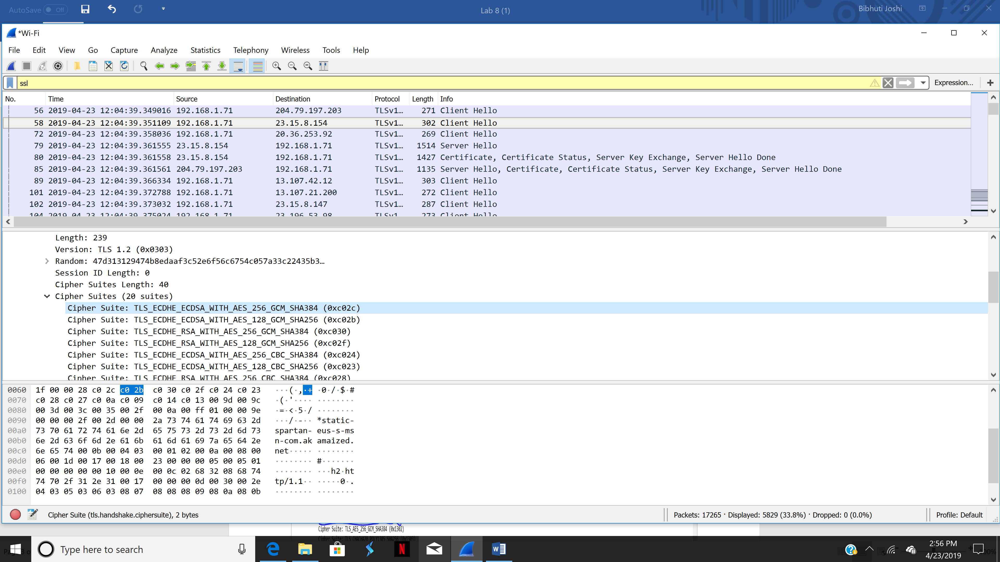 AutoSave Off
Lab 8 (1)
Bibhuti Joshi
*Wi-Fi
File Edit View Go Capture Analyze Statistics Telephony Wireless Tools Help
ssl
Expression...
No. Time Source Destination Protocol Length Info
56 2019-04-23 12:04:39.349016 192.168.1.71 204.79.197.203 TLSv1... 271 Client Hello
58 2019-04-23 12:04:39.351109 192.168.1.71 23.15.8.154 TLSv1... 302 Client Hello
72 2019-04-23 12:04:39.358036 192.168.1.71 20.36.253.92 TLSv1... 269 Client Hello
79 2019-04-23 12:04:39.361555 23.15.8.154 192.168.1.71 TLSv1... 1514 Server Hello
80 2019-04-23 12:04:39.361558 23.15.8.154 192.168.1.71 TLSv1... 1427 Certificate, Certificate Status, Server Key Exchange, Server Hello Done
85 2019-04-23 12:04:39.361561 204.79.197.203 192.168.1.71 TLSv1... 1135 Server Hello, Certificate, Certificate Status, Server Key Exchange, Server Hello Done
89 2019-04-23 12:04:39.366334 192.168.1.71 13.107.42.12 TLSv1... 303 Client Hello
101 2019-04-23 12:04:39.372788 192.168.1.71 13.107.21.200 TLSv1... 272 Client Hello
102 2019-04-23 12:04:39.373032 192.168.1.71 23.15.8.147 TLSv1... 287 Client Hello
104 2019-04-23 12:04:39.375024 192.168.1.71 23.196.53.98 TLSv1 273 Client Hello
Length: 239
Version: TLS 1.2 (0x0303)
Random: 47d313129474b8edaaf3c52e6f56c6754c057a33c22435b3...
Session ID Length: 0
Cipher Suites Length: 40
Cipher Suites (20 suites)
Cipher Suite: TLS_ECDHE_ECDSA_WITH_AES_256_GCM_SHA384 (0xc02c)
Cipher Suite: TLS_ECDHE_ECDSA_WITH_AES_128_GCM_SHA256 (0xc02b)
Cipher Suite: TLS_ECDHE_RSA_WITH_AES_256_GCM_SHA384 (0xc030)
Cipher Suite: TLS_ECDHE_RSA_WITH_AES_128_GCM_SHA256 (0xc02f)
Cipher Suite: TLS_ECDHE_ECDSA_WITH_AES_256_CBC_SHA384 (0xc024)
Cipher Suite: TLS_ECDHE_ECDSA_WITH_AES_128_CBC_SHA256 (0xc023)
Cipher Suite: TLS_ECDHE_RSA_WITH_AES_256_CBC_SHA384 (0xc028)
0060 1f 00 00 28 c0 2c c0 2b c0 30 c0 2f c0 24 c0 23 ···(·,·+ ·0·/·$·#
0070 c0 28 c0 27 c0 0a c0 09 c0 14 c0 13 00 9d 00 9c ·(·'···· ········
0080 00 3d 00 3c 00 35 00 2f 00 0a 00 ff 01 00 00 9e ·=·<·5·/ ········
0090 00 00 00 2f 00 2d 00 00 2a 73 74 61 74 69 63 2d ···/·-·· *static-
00a0 73 70 61 72 74 61 6e 2d 65 75 73 2d 73 2d 6d 73 spartan- eus-s-ms
00b0 6e 2d 63 6f 6d 2e 61 6b 61 6d 61 69 7a 65 64 2e n-com.ak amaized.
00c0 6e 65 74 00 0b 00 04 03 00 01 02 00 0a 00 08 00 net····· ········
00d0 06 00 1d 00 17 00 18 00 23 00 00 00 05 00 05 01 ········ #·······
00e0 00 00 00 00 00 10 00 0e 00 0c 02 68 32 08 68 74 ········ ···h2·ht
00f0 74 70 2f 31 2e 31 00 17 00 00 00 0d 00 30 00 2e tp/1.1·· ·····0·.
0100 04 03 05 03 06 03 08 07 08 08 08 09 08 0a 08 0b ········ ········
Cipher Suite (tls.handshake.ciphersuite), 2 bytes
Packets: 17265 · Displayed: 5829 (33.8%) · Dropped: 0 (0.0%)
Profile: Default
Cipher Suite: TLS_AES_256_GCM_SHA384 (0x1302)
Cipher Suite: TLS_CHACHA20_POLY1305_SHA256 (0x1303)
Type here to search
2:56 PM
4/23/2019